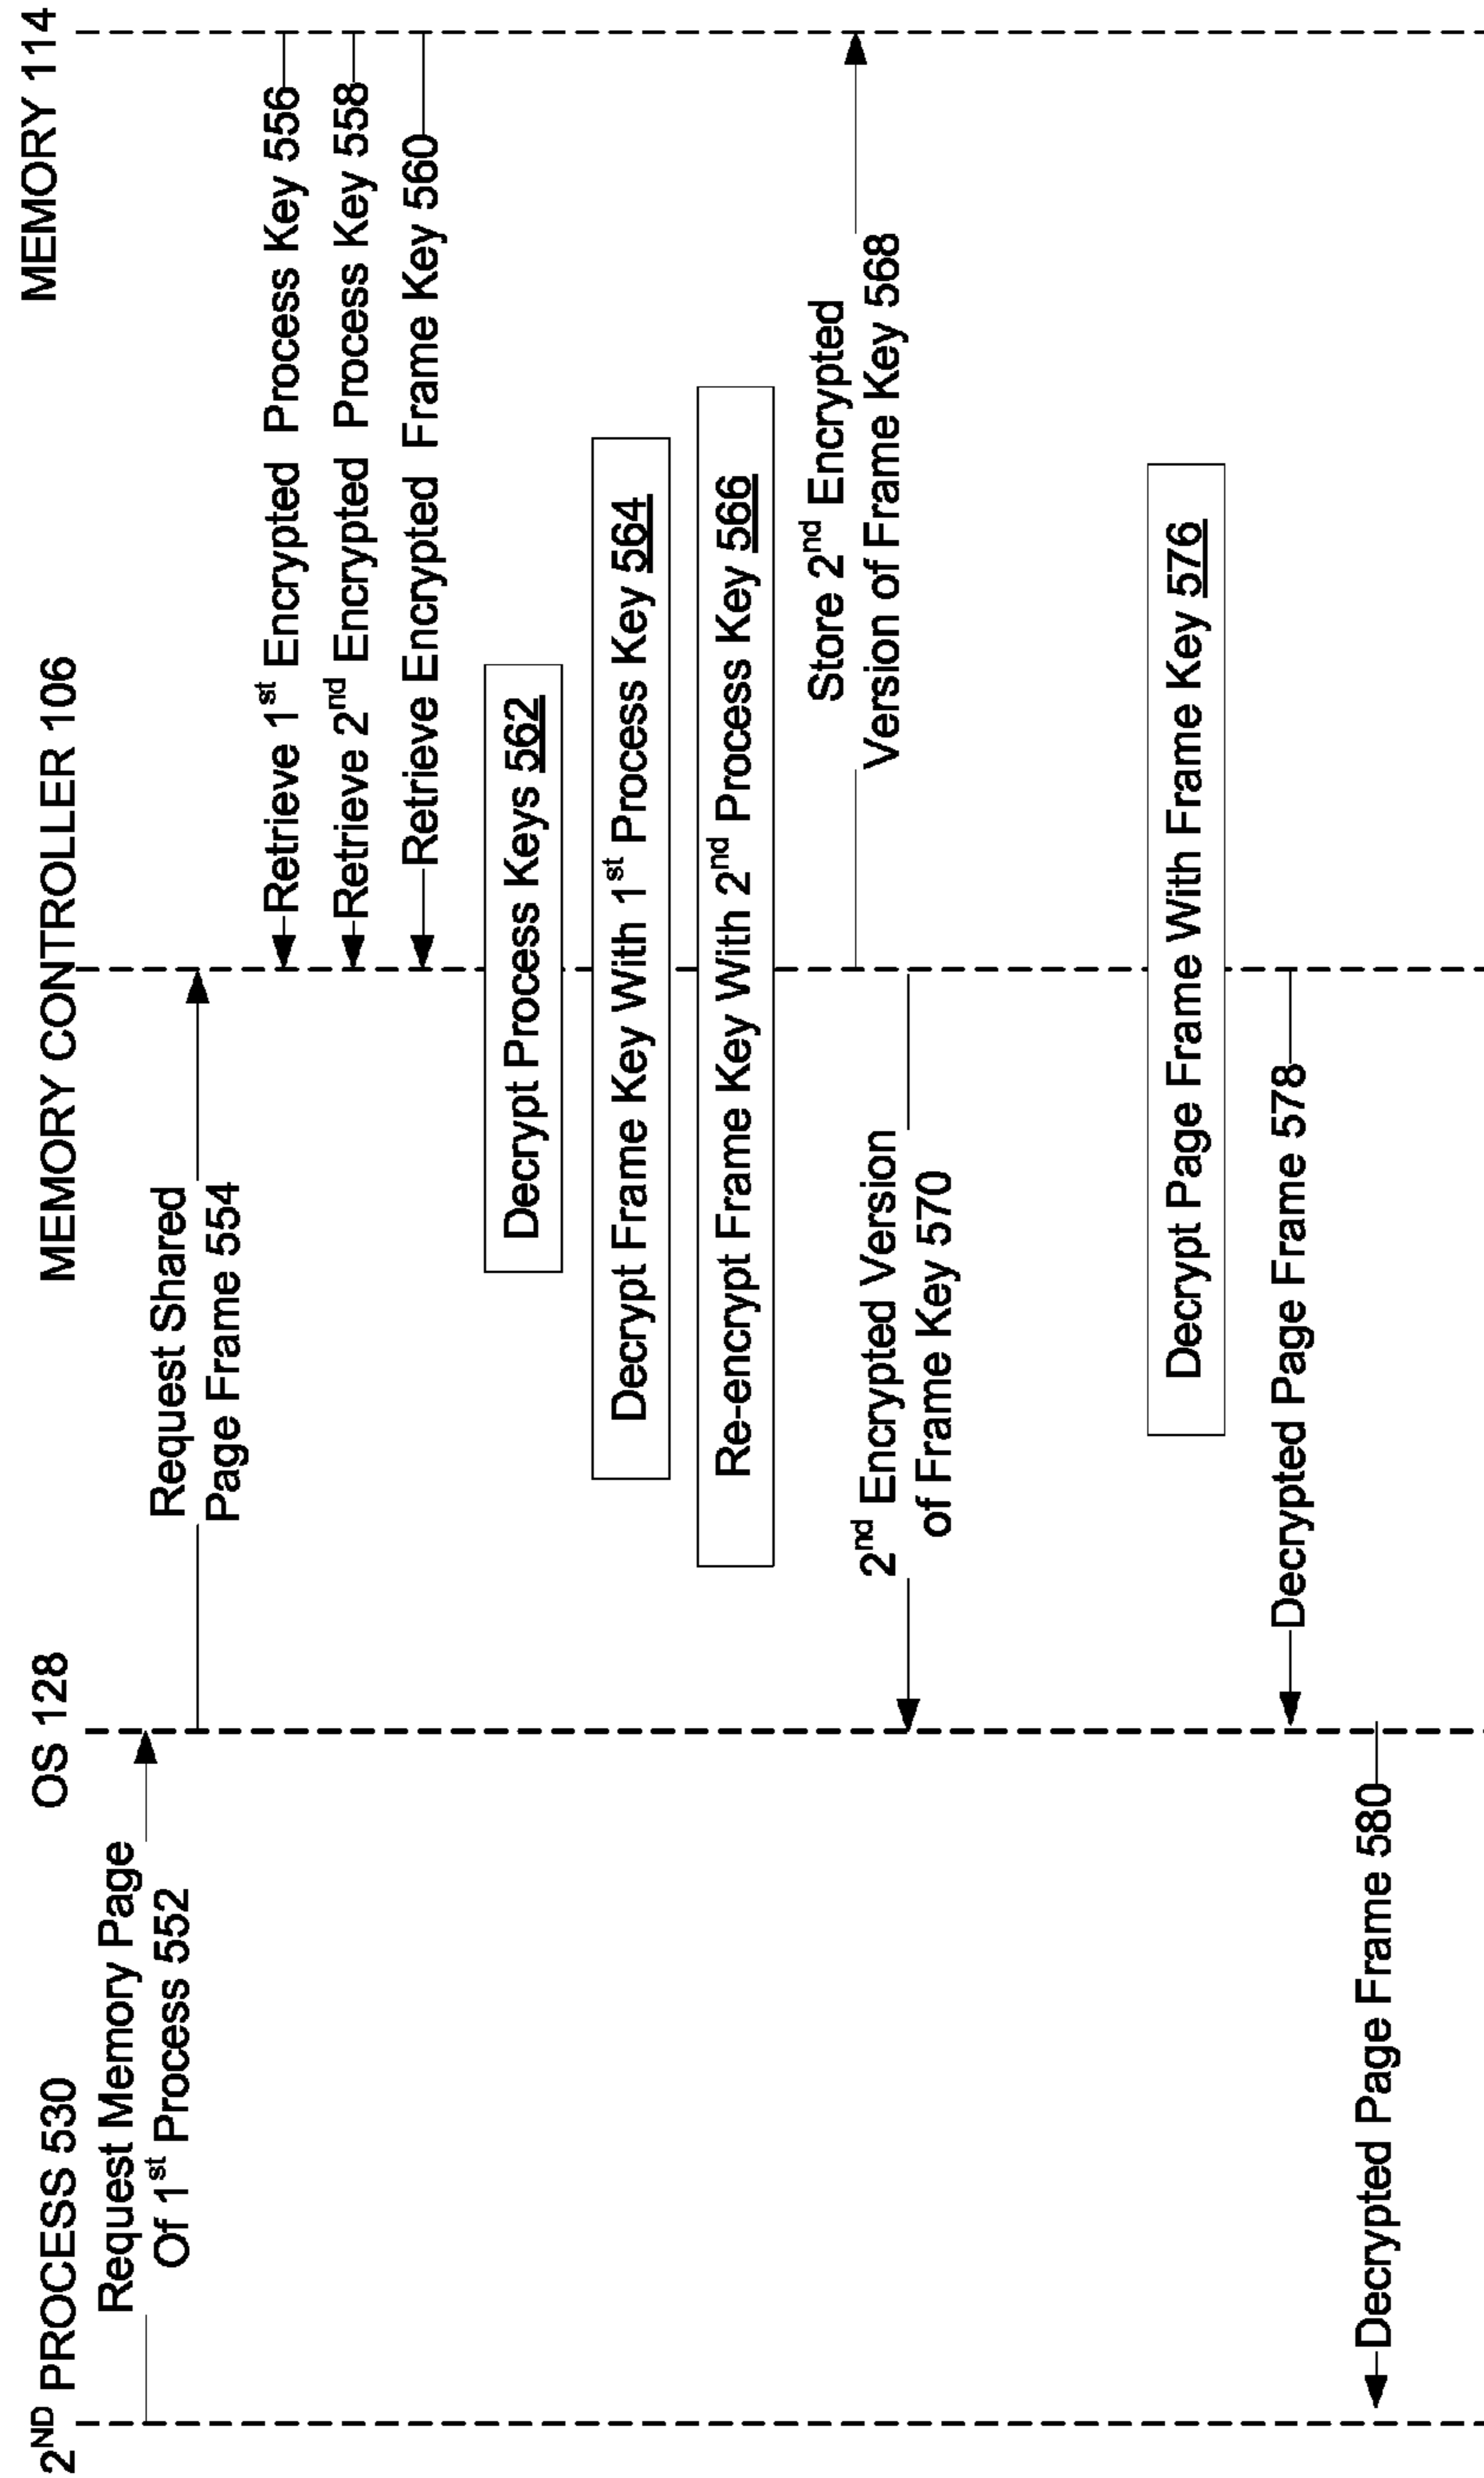 2ND PROCESS 530
OS 128
MEMORY CONTROLLER 106
MEMORY 114
Request Memory Page
Of 1st Process 552
Request Shared
Page Frame 554
Retrieve 1st Encrypted Process Key 556
Retrieve 2nd Encrypted Process Key 558
Retrieve Encrypted Frame Key 560
Decrypt Process Keys 562
Decrypt Frame Key With 1st Process Key 564
Re-encrypt Frame Key With 2nd Process Key 566
Store 2nd Encrypted
Version of Frame Key 568
2nd Encrypted Version
of Frame Key 570
Decrypt Page Frame With Frame Key 576
Decrypted Page Frame 578
Decrypted Page Frame 580